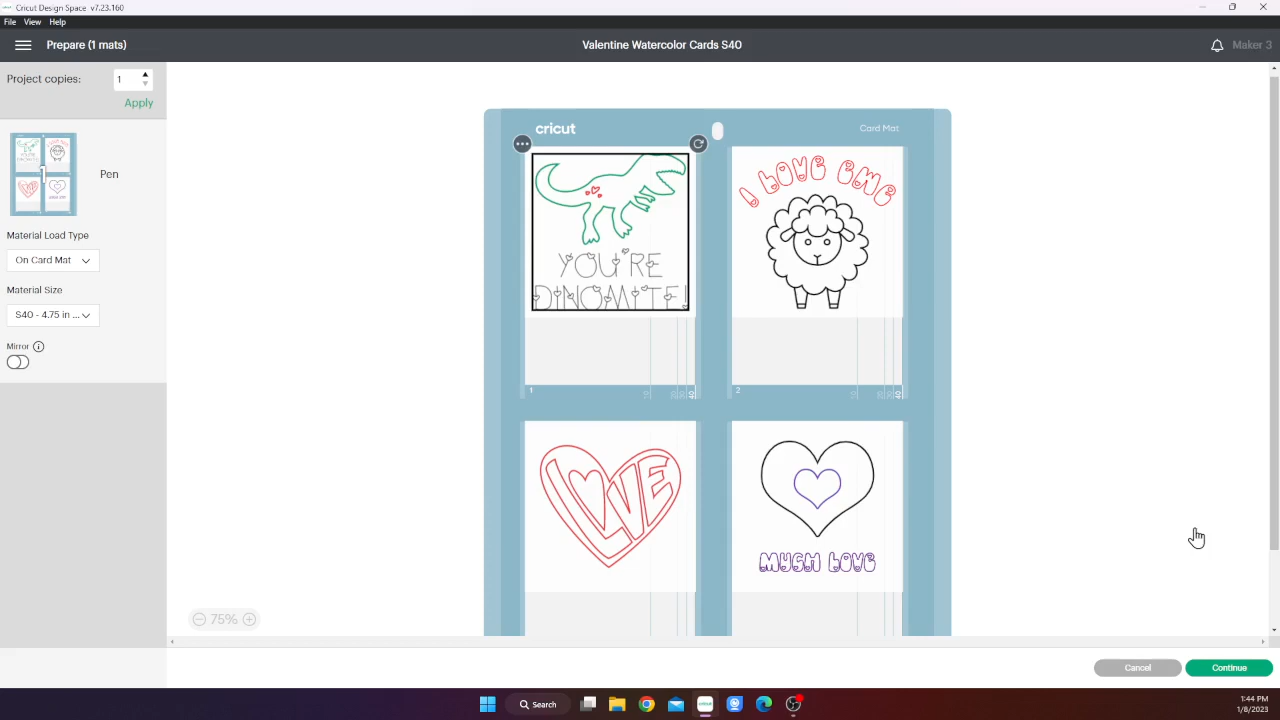 Cricut Design Space v7.23.160
File View Help
Prepare (1 mats)
Valentine Watercolor Cards S40
Maker 3
Project copies:
1
Apply
Pen
Material Load Type
On Card Mat
Material Size
S40 - 4.75 in ...
Mirror
cricut
Card Mat
YOU'RE
DINOMITE!
I LOVE EWE
1
2
LOVE
MUCH LOVE
75%
Cancel
Continue
Search
1:44 PM
1/8/2023